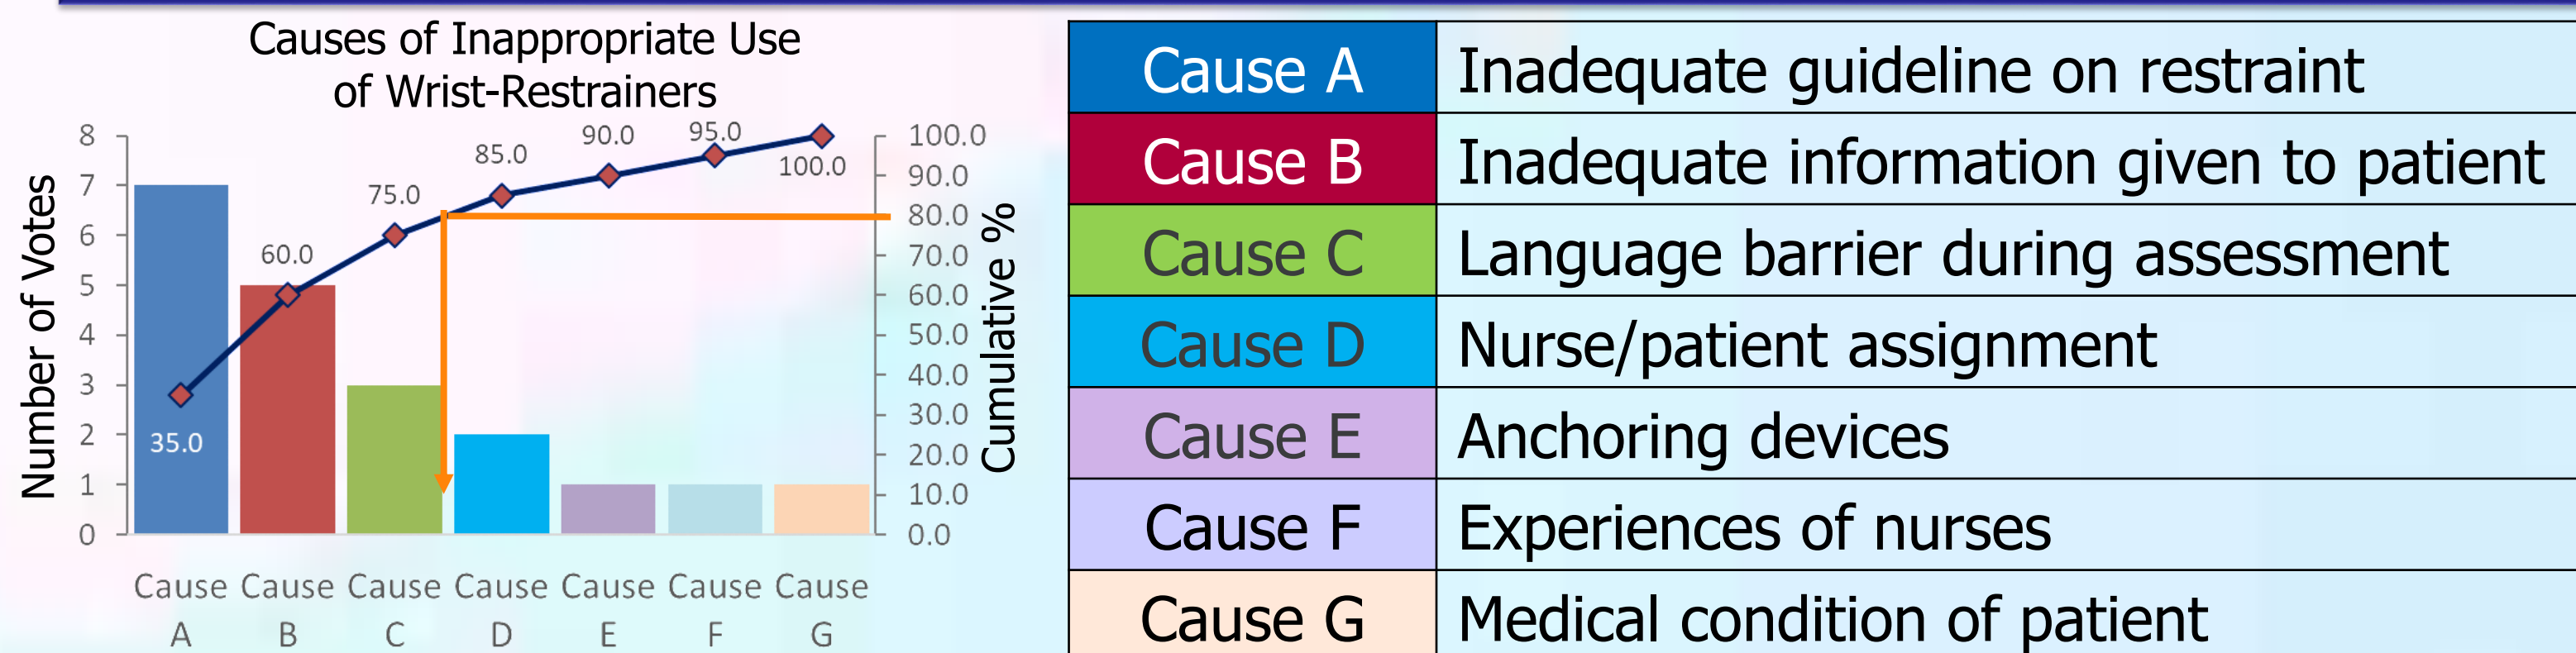 Causes of Inappropriate Use
of Wrist-Restrainers
Number of Votes
8
7
6
5
4
3
2
1
0
35.0
60.0
75.0
85.0
90.0
95.0
100.0
100.0
90.0
80.0
70.0
60.0
50.0
40.0
30.0
20.0
10.0
0.0
Cumulative %
Cause Cause Cause Cause Cause Cause Cause
A B C D E F G
Cause A Inadequate guideline on restraint
Cause B Inadequate information given to patient
Cause C Language barrier during assessment
Cause D Nurse/patient assignment
Cause E Anchoring devices
Cause F Experiences of nurses
Cause G Medical condition of patient